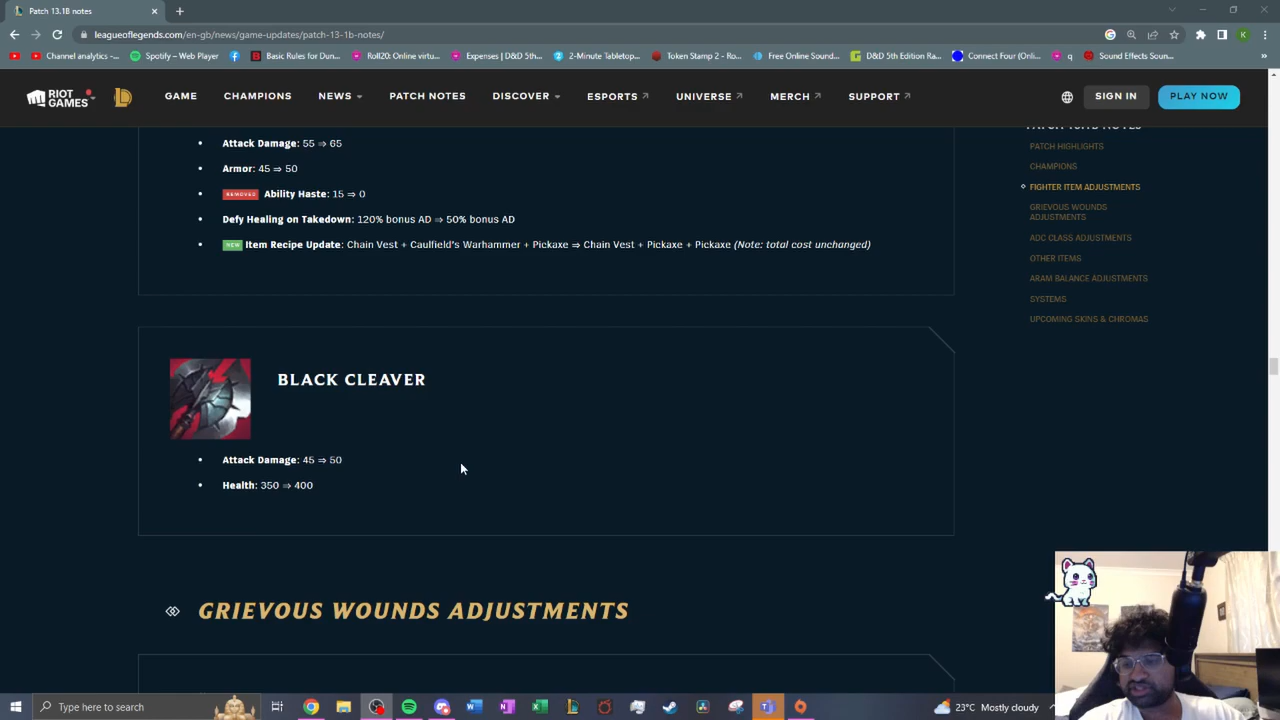 Patch 13.1B notes
leagueoflegends.com/en-gb/news/game-updates/patch-13-1b-notes/
K
Channel analytics -...
Spotify – Web Player
Basic Rules for Dun...
Roll20: Online virtu...
Expenses | D&D 5th...
2-Minute Tabletop...
Token Stamp 2 - Ro...
Free Online Sound...
D&D 5th Edition Ra...
Connect Four (Onli...
q
Sound Effects Soun...
RIOT GAMES
GAME
CHAMPIONS
NEWS
PATCH NOTES
DISCOVER
ESPORTS
UNIVERSE
MERCH
SUPPORT
SIGN IN
PLAY NOW
PATCH 13.1B NOTES
PATCH HIGHLIGHTS
CHAMPIONS
FIGHTER ITEM ADJUSTMENTS
GRIEVOUS WOUNDS
ADJUSTMENTS
ADC CLASS ADJUSTMENTS
OTHER ITEMS
ARAM BALANCE ADJUSTMENTS
SYSTEMS
UPCOMING SKINS & CHROMAS
Attack Damage: 55 ⇒ 65
Armor: 45 ⇒ 50
REMOVED Ability Haste: 15 ⇒ 0
Defy Healing on Takedown: 120% bonus AD ⇒ 50% bonus AD
NEW Item Recipe Update: Chain Vest + Caulfield's Warhammer + Pickaxe ⇒ Chain Vest + Pickaxe + Pickaxe (Note: total cost unchanged)
BLACK CLEAVER
Attack Damage: 45 ⇒ 50
Health: 350 ⇒ 400
GRIEVOUS WOUNDS ADJUSTMENTS
Type here to search
23°C Mostly cloudy